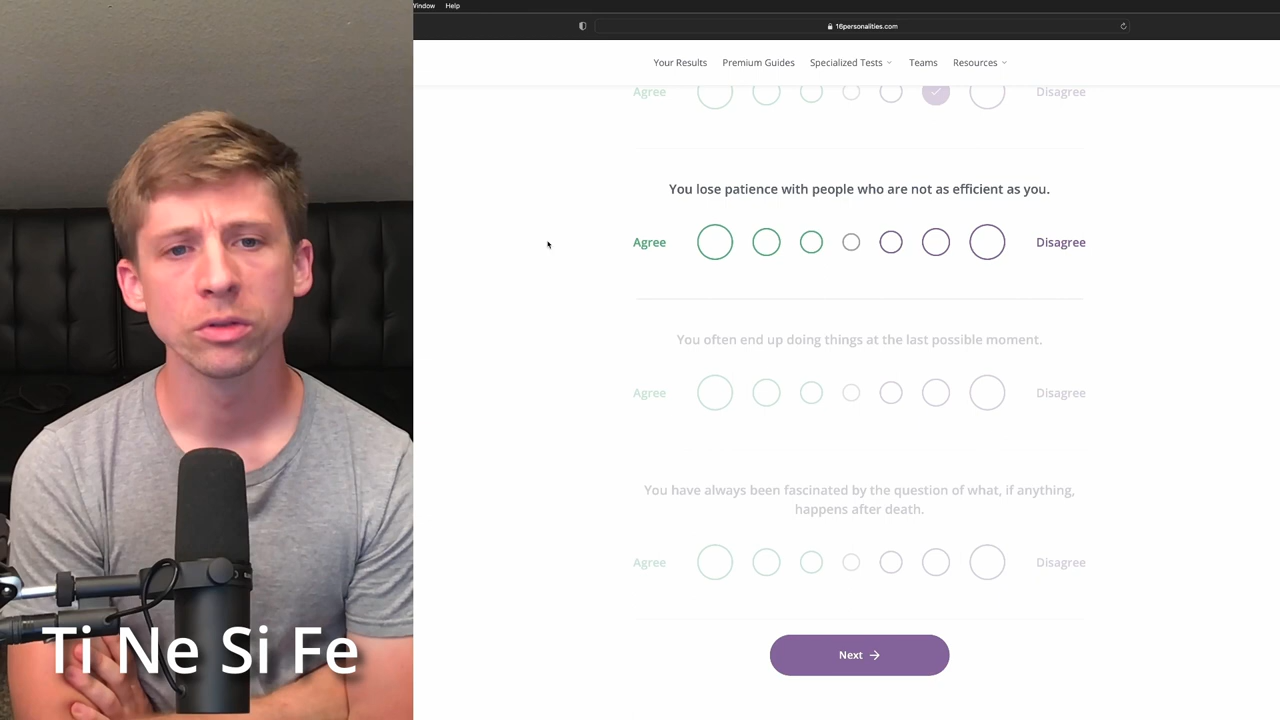 Window Help
16personalities.com
Your Results Premium Guides Specialized Tests Teams Resources
Agree Disagree
You lose patience with people who are not as efficient as you.
Agree Disagree
You often end up doing things at the last possible moment.
Agree Disagree
You have always been fascinated by the question of what, if anything,
happens after death.
Agree Disagree
Next
Ti Ne Si Fe